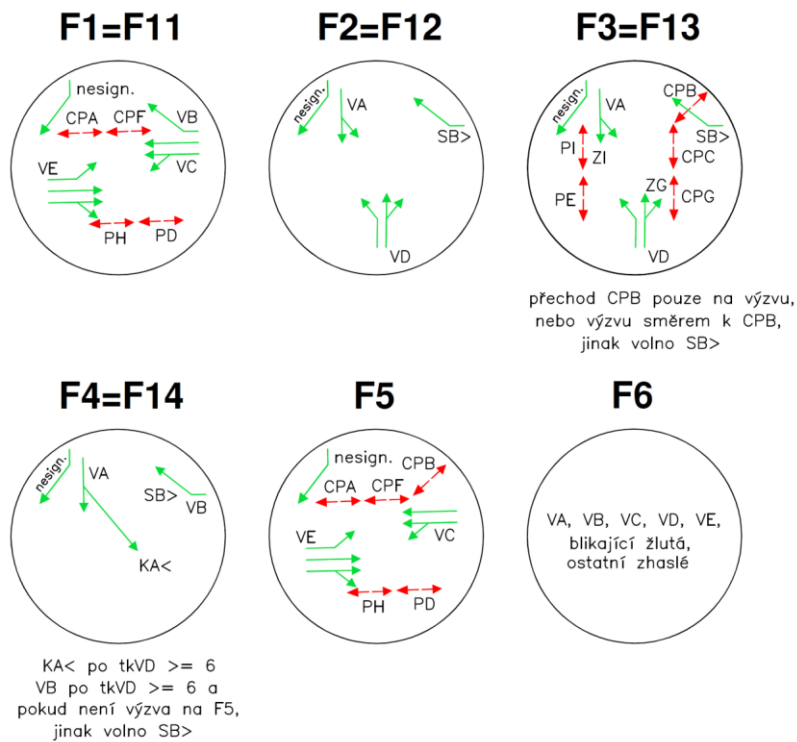 F1=F11
nesign.
CPA
CPF
VB
VE
VC
PH
PD
F2=F12
VA
SB>
VD
F3=F13
nesign.
VA
CPB
SB>
PI
ZI
CPC
PE
ZG
CPG
VD
přechod CPB pouze na výzvu,
nebo výzvu směrem k CPB,
jinak volno SB>
F4=F14
nesign.
VA
SB>
VB
KA<
KA< po tkVD >= 6
VB po tkVD >= 6 a
pokud není výzva na F5,
jinak volno SB>
F5
nesign.
CPB
CPA
CPF
VE
VC
PH
PD
F6
VA, VB, VC, VD, VE,
blikající žlutá,
ostatní zhaslé